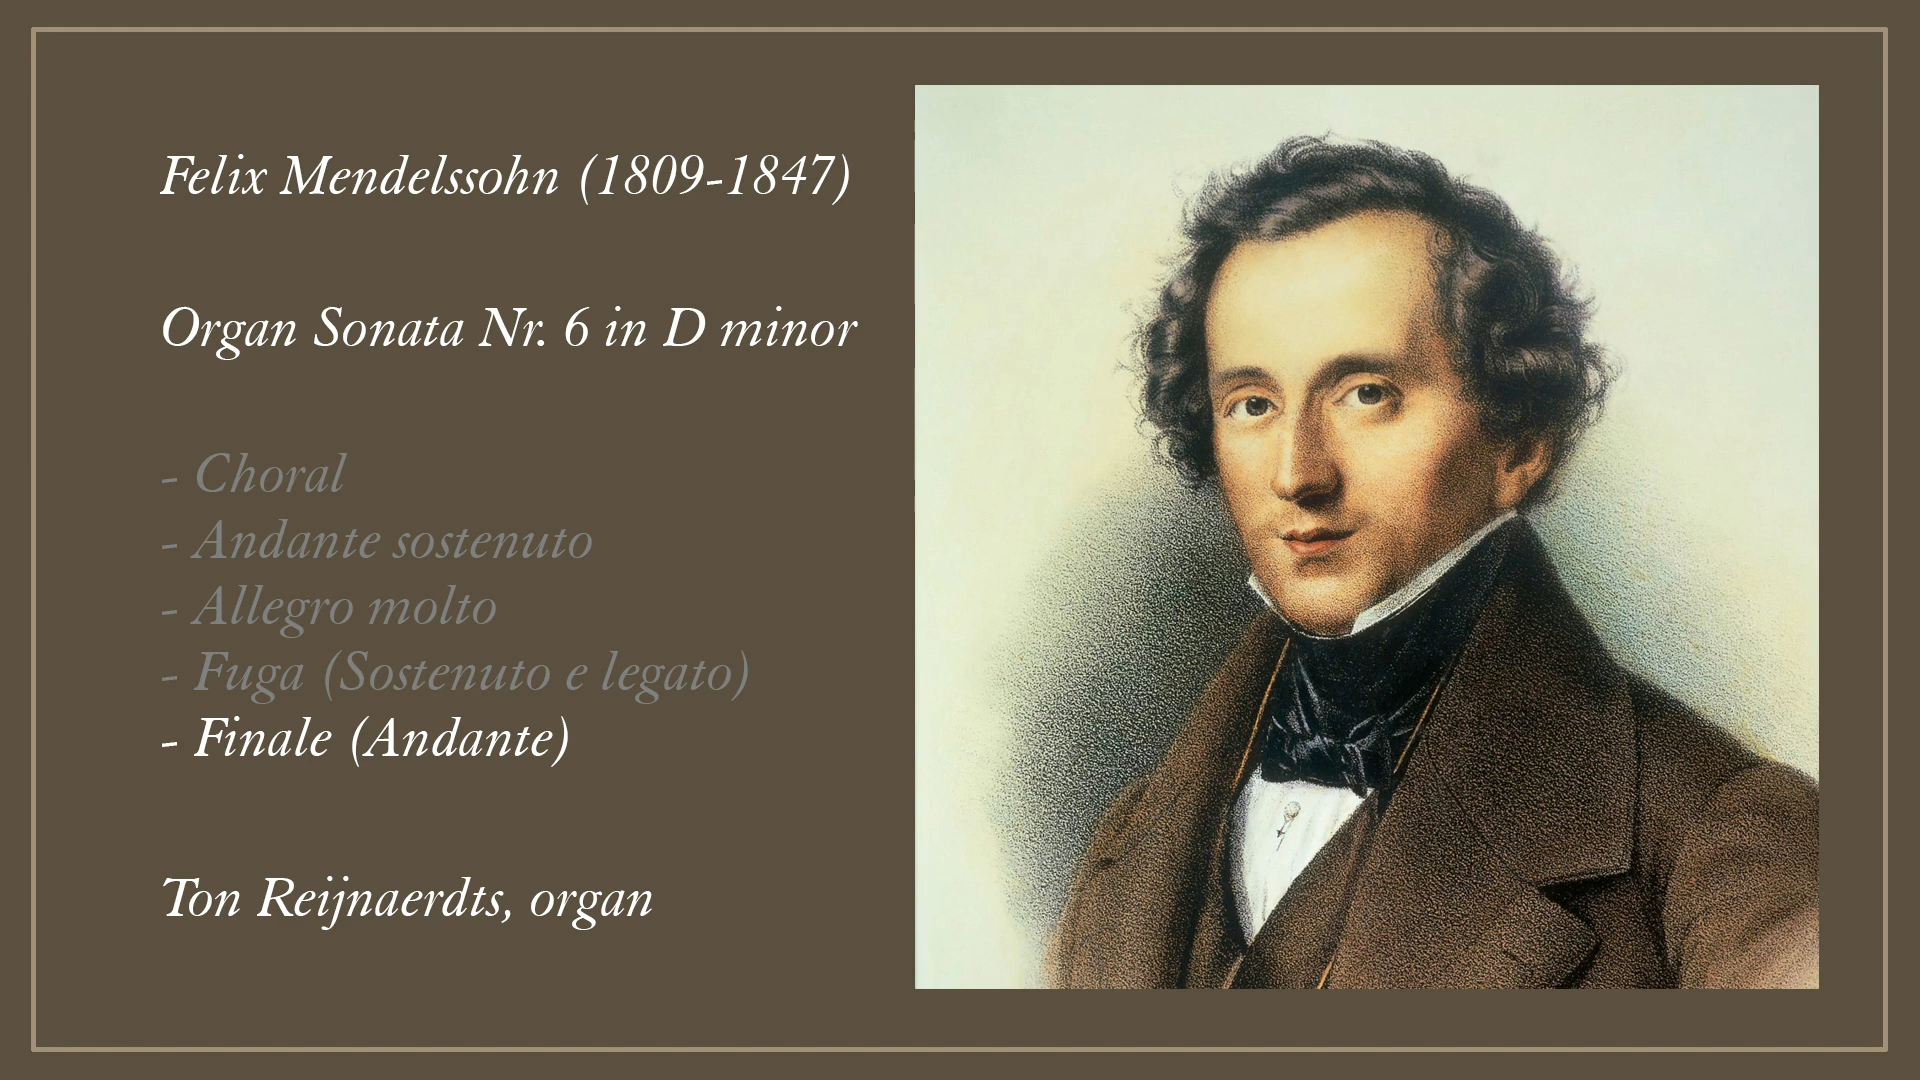 Felix Mendelssohn (1809-1847)
Organ Sonata Nr. 6 in D minor
- Choral
- Andante sostenuto
- Allegro molto
- Fuga (Sostenuto e legato)
- Finale (Andante)
Ton Reijnaerdts, organ